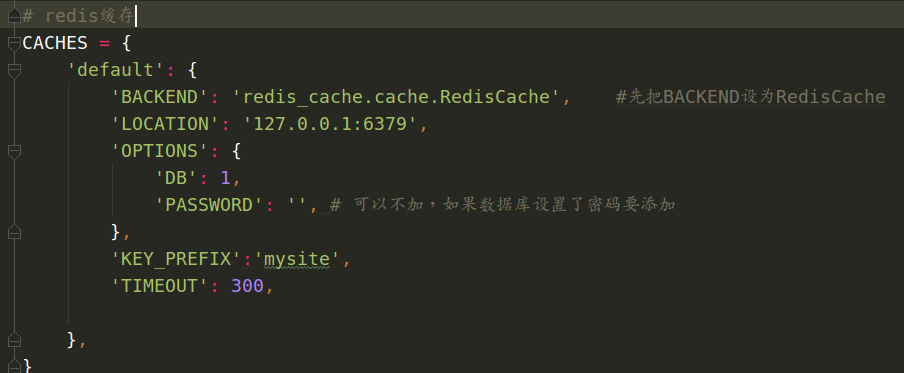 # redis缓存
CACHES = {
'default': {
'BACKEND': 'redis_cache.cache.RedisCache', #先把BACKEND设为RedisCache
'LOCATION': '127.0.0.1:6379',
'OPTIONS': {
'DB': 1,
'PASSWORD': '', # 可以不加，如果数据库设置了密码要添加
},
'KEY_PREFIX':'mysite',
'TIMEOUT': 300,
},
}